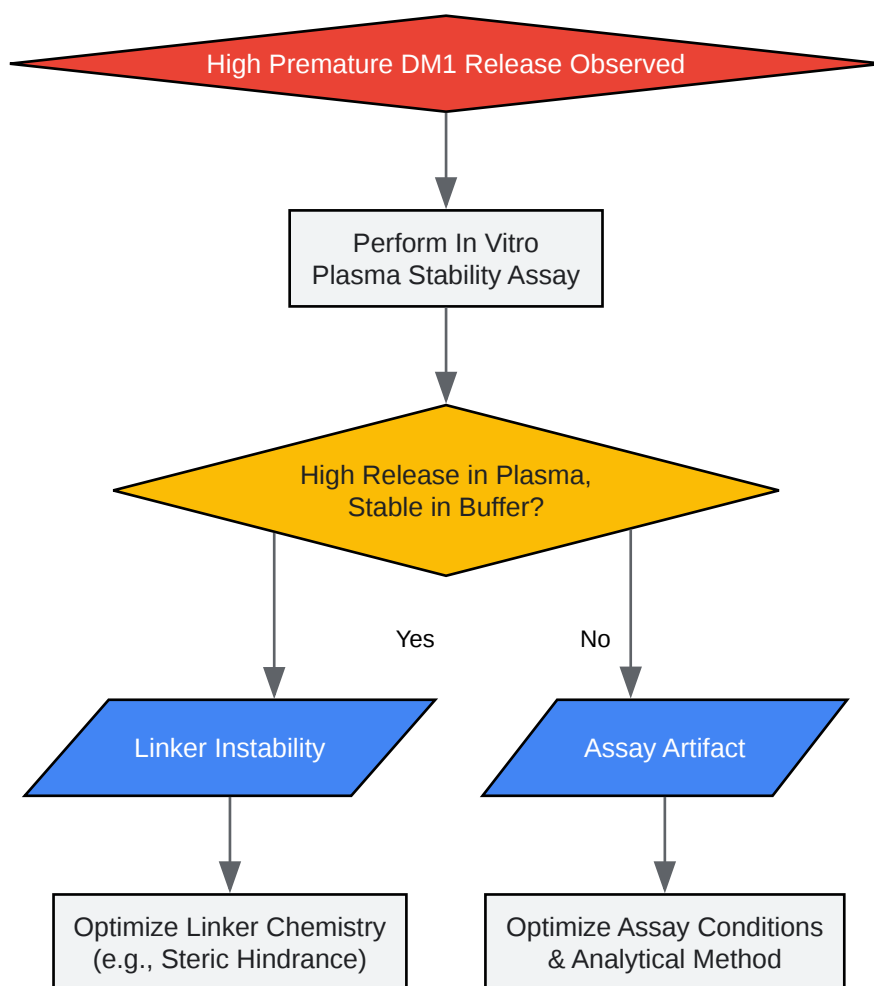 High Premature DM1 Release Observed
Perform In Vitro
Plasma Stability Assay
High Release in Plasma,
Stable in Buffer?
Yes
No
Linker Instability
Assay Artifact
Optimize Linker Chemistry
(e.g., Steric Hindrance)
Optimize Assay Conditions
& Analytical Method